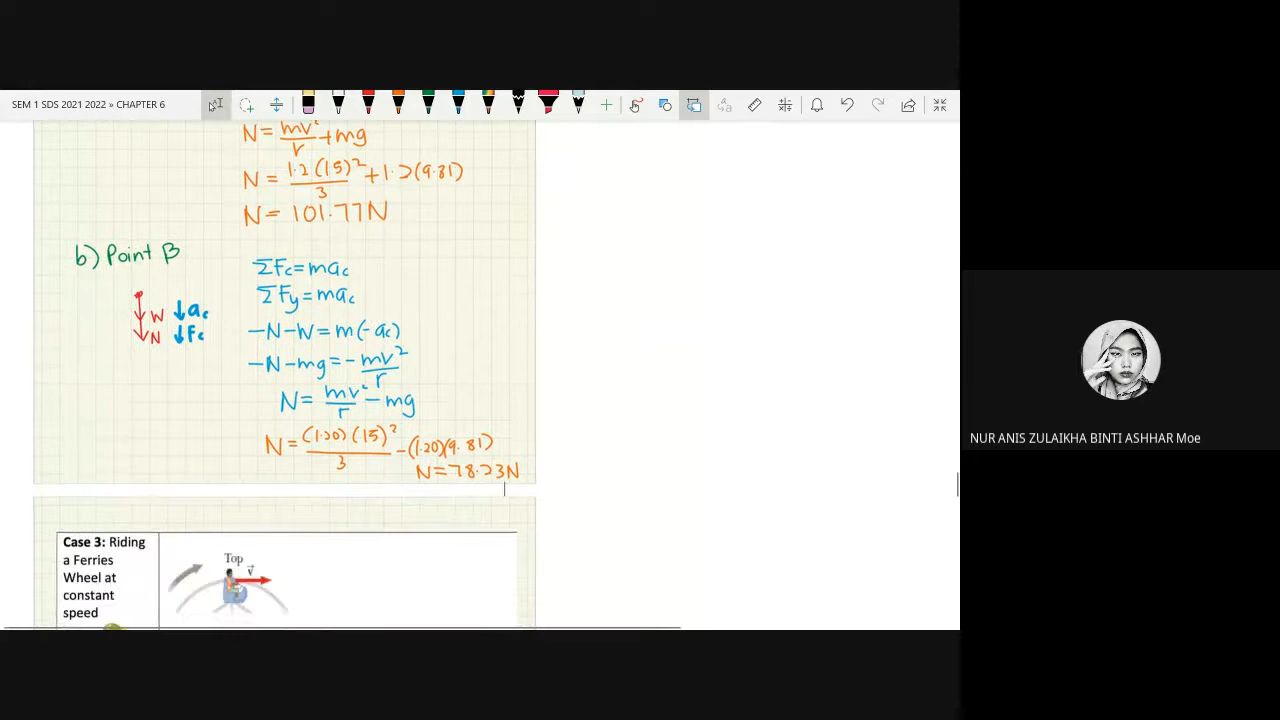 SEM 1 SDS 2021 2022 » CHAPTER 6
N = mv²/r + mg
N = 1.2(15)²/3 + 1.2(9.81)
N = 101.77N
b) Point B
ΣFc = mac
ΣFy = mac
W ↓ac
N ↓Fc
-N-W = m(-ac)
-N-mg = -mv²/r
N = mv²/r - mg
N = (1.20)(15)²/3 - (1.20)(9.81)
N = 78.23N
Case 3: Riding
a Ferries
Wheel at
constant
speed
Top
v⃗
NUR ANIS ZULAIKHA BINTI ASHHAR Moe